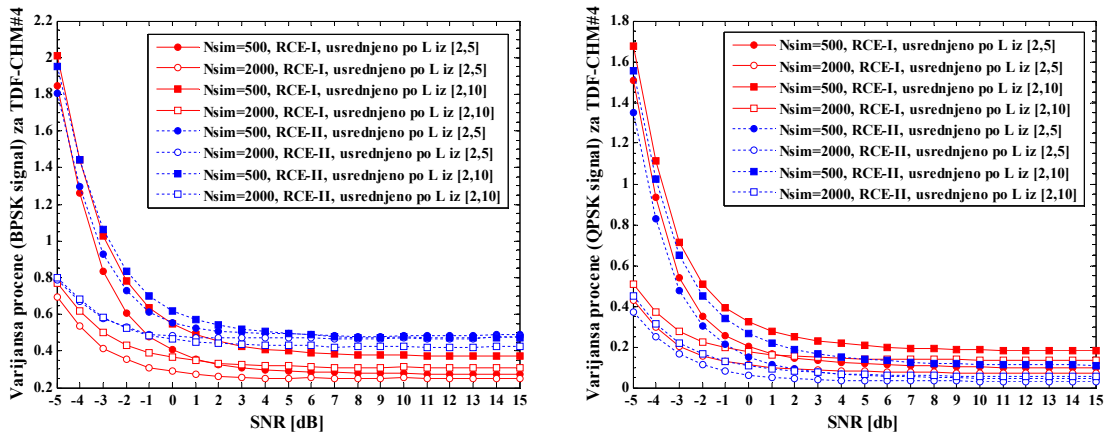 Varijansa procene (BPSK signal) za TDF-CHM#4
2.2
2
1.8
1.6
1.4
1.2
1
0.8
0.6
0.4
0.2
Nsim=500, RCE-I, usrednjeno po L iz [2,5]
Nsim=2000, RCE-I, usrednjeno po L iz [2,5]
Nsim=500, RCE-I, usrednjeno po L iz [2,10]
Nsim=2000, RCE-I, usrednjeno po L iz [2,10]
Nsim=500, RCE-II, usrednjeno po L iz [2,5]
Nsim=2000, RCE-II, usrednjeno po L iz [2,5]
Nsim=500, RCE-II, usrednjeno po L iz [2,10]
Nsim=2000, RCE-II, usrednjeno po L iz [2,10]
-5 -4 -3 -2 -1 0 1 2 3 4 5 6 7 8 9 10 11 12 13 14 15
SNR [dB]
Varijansa procene (QPSK signal) za TDF-CHM#4
1.8
1.6
1.4
1.2
1
0.8
0.6
0.4
0.2
0
Nsim=500, RCE-I, usrednjeno po L iz [2,5]
Nsim=2000, RCE-I, usrednjeno po L iz [2,5]
Nsim=500, RCE-I, usrednjeno po L iz [2,10]
Nsim=2000, RCE-I, usrednjeno po L iz [2,10]
Nsim=500, RCE-II, usrednjeno po L iz [2,5]
Nsim=2000, RCE-II, usrednjeno po L iz [2,5]
Nsim=500, RCE-II, usrednjeno po L iz [2,10]
Nsim=2000, RCE-II, usrednjeno po L iz [2,10]
-5 -4 -3 -2 -1 0 1 2 3 4 5 6 7 8 9 10 11 12 13 14 15
SNR [db]